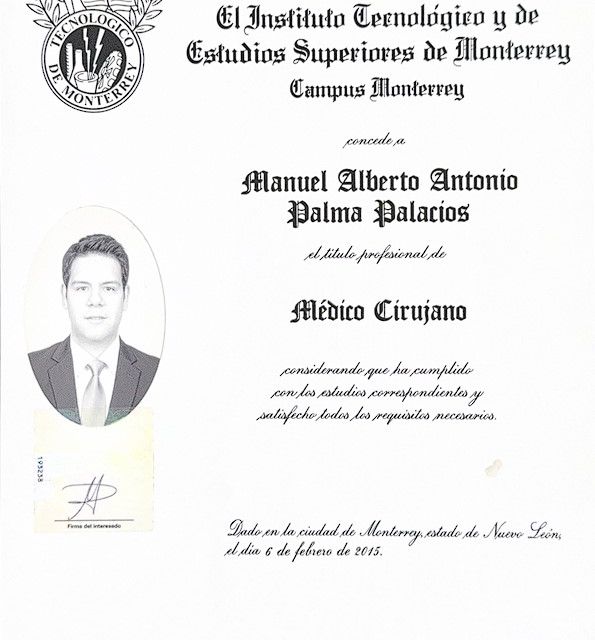 TECNOLOGICO
DE MONTERREY
El Instituto Tecnológico y de
Estudios Superiores de Monterrey
Campus Monterrey
concede a
Manuel Alberto Antonio
Palma Palacios
el título profesional de
Médico Cirujano
considerando que ha cumplido
con los estudios correspondientes y
satisfecho todos los requisitos necesarios.
193238
Firma del interesado
Dado en la ciudad de Monterrey, estado de Nuevo León,
el día 6 de febrero de 2015.